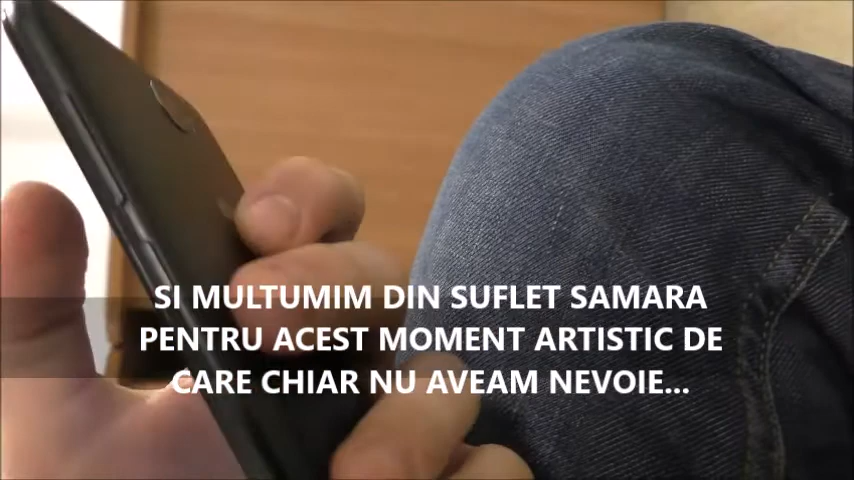 SI MULTUMIM DIN SUFLET SAMARA
PENTRU ACEST MOMENT ARTISTIC DE
CARE CHIAR NU AVEAM NEVOIE...